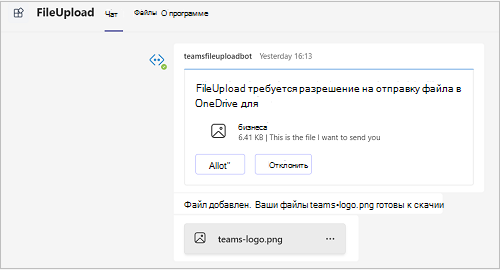 FileUpload Чат Файлы О программе
teamsfileuploadbot Yesterday 16:13
FileUpload требуется разрешение на отправку файла в
OneDrive для
бизнеса
6.41 KB | This is the file I want to send you
Allot" Отклонить
Файл добавлен. Ваши файлы teams-logo.png готовы к скачии
teams-logo.png ...